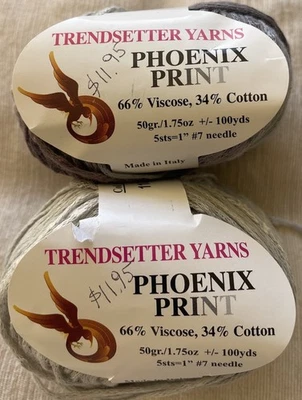 TRENDSETTER YARNS
$11.95
PHOENIX
PRINT
66% Viscose, 34% Cotton
50gr./1.75oz +/- 100yds
5sts=1" #7 needle
Made in Italy
TRENDSETTER YARNS
$11.95
PHOENIX
PRINT
66% Viscose, 34% Cotton
50gr./1.75oz +/- 100yds
5sts=1" #7 needle